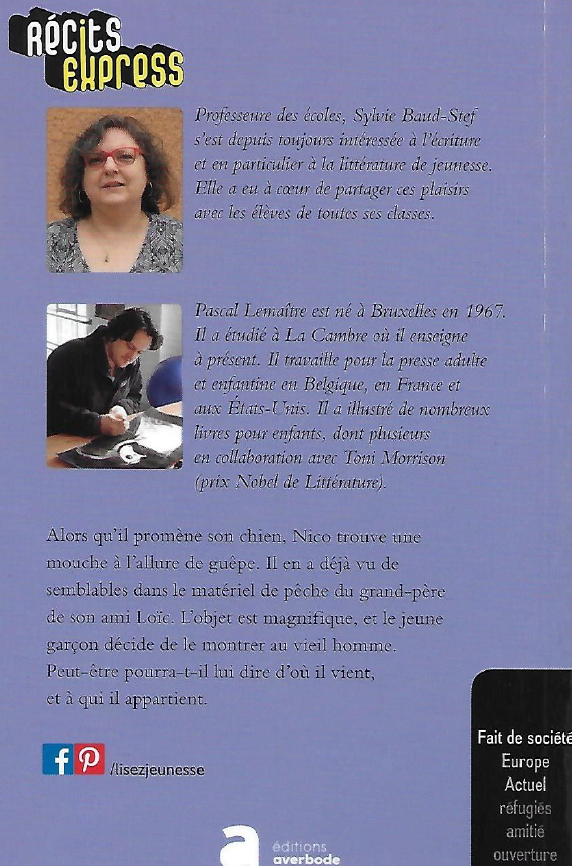 RÉCITS
EXPRESS
Professeure des écoles, Sylvie Baud-Stef
s'est depuis toujours intéressée à l'écriture
et en particulier à la littérature de jeunesse.
Elle a eu à cœur de partager ces plaisirs
avec les élèves de toutes ses classes.
Pascal Lemaître est né à Bruxelles en 1967.
Il a étudié à La Cambre où il enseigne
à présent. Il travaille pour la presse adulte
et enfantine en Belgique, en France et
aux États-Unis. Il a illustré de nombreux
livres pour enfants, dont plusieurs
en collaboration avec Toni Morrison
(prix Nobel de Littérature).
Alors qu'il promène son chien, Nico trouve une
mouche à l'allure de guêpe. Il en a déjà vu de
semblables dans le matériel de pêche du grand-père
de son ami Loïc. L'objet est magnifique, et le jeune
garçon décide de le montrer au vieil homme.
Peut-être pourra-t-il lui dire d'où il vient,
et à qui il appartient.
/lisezjeunesse
Fait de société
Europe
Actuel
réfugiés
amitié
ouverture
a éditions
averbode